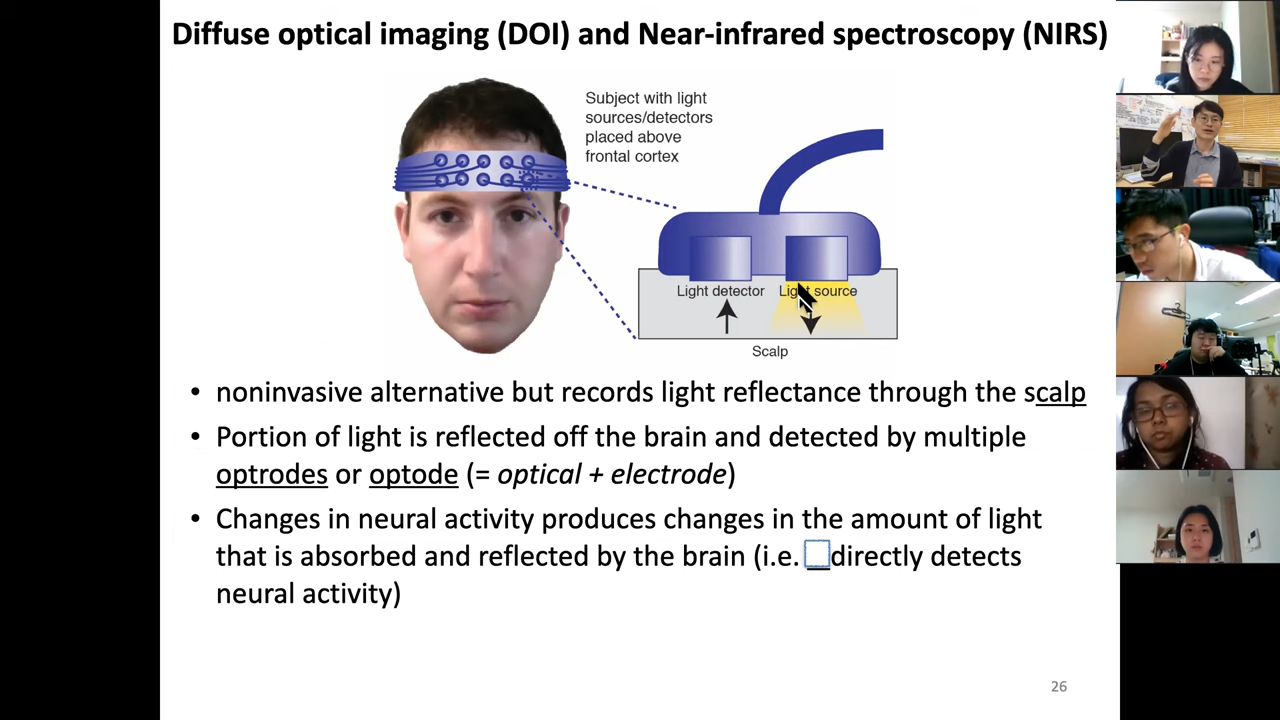 Diffuse optical imaging (DOI) and Near-infrared spectroscopy (NIRS)
Subject with light
sources/detectors
placed above
frontal cortex
Light detector
Light source
Scalp
• noninvasive alternative but records light reflectance through the scalp
• Portion of light is reflected off the brain and detected by multiple
optrodes or optode (= optical + electrode)
• Changes in neural activity produces changes in the amount of light
that is absorbed and reflected by the brain (i.e. directly detects
neural activity)
26